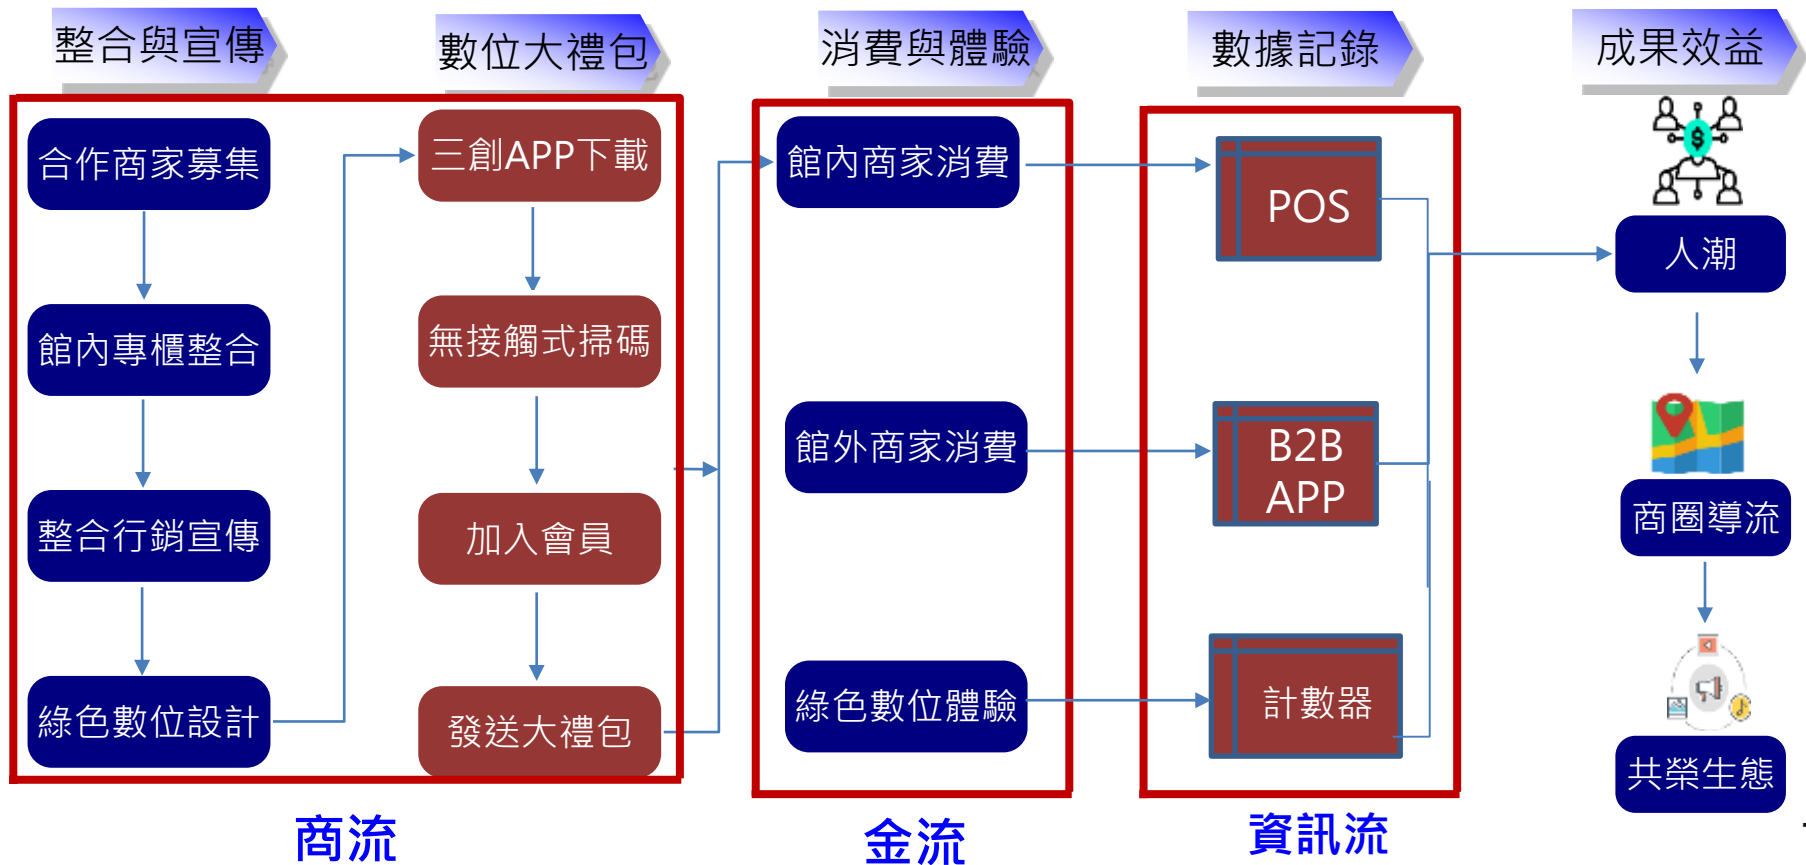 整合與宣傳
數位大禮包
消費與體驗
數據記錄
成果效益
合作商家募集
館內專櫃整合
整合行銷宣傳
綠色數位設計
三創APP下載
無接觸式掃碼
加入會員
發送大禮包
館內商家消費
館外商家消費
綠色數位體驗
POS
B2B
APP
計數器
人潮
商圈導流
共榮生態
商流
金流
資訊流